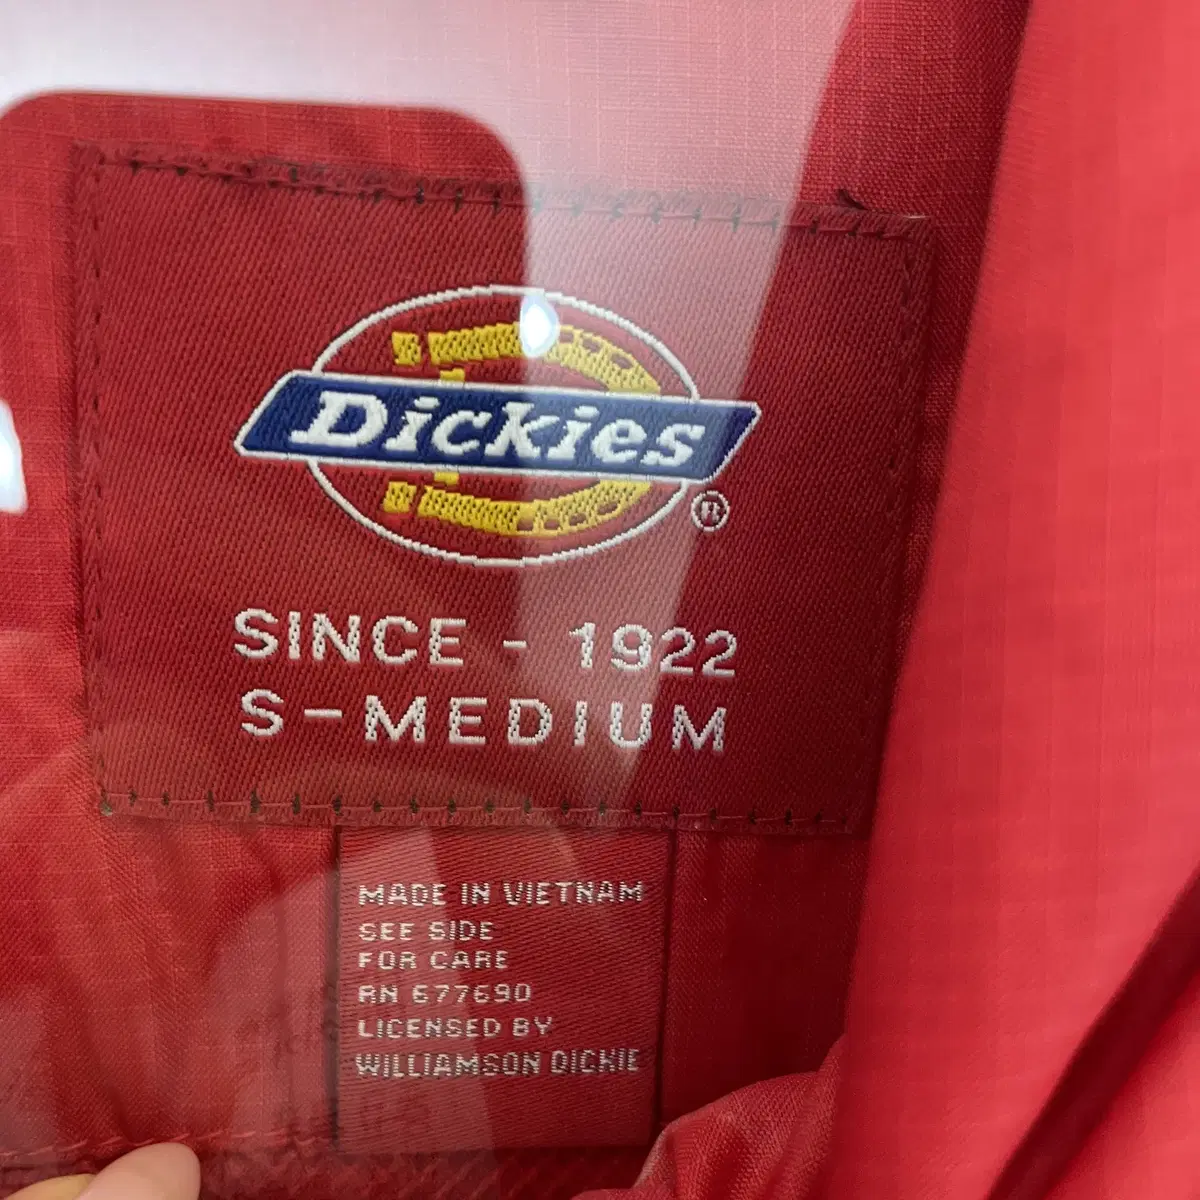 Dickies
®
SINCE - 1922
S-MEDIUM
MADE IN VIETNAM
SEE SIDE
FOR CARE
RN 677690
LICENSED BY
WILLIAMSON DICKIE